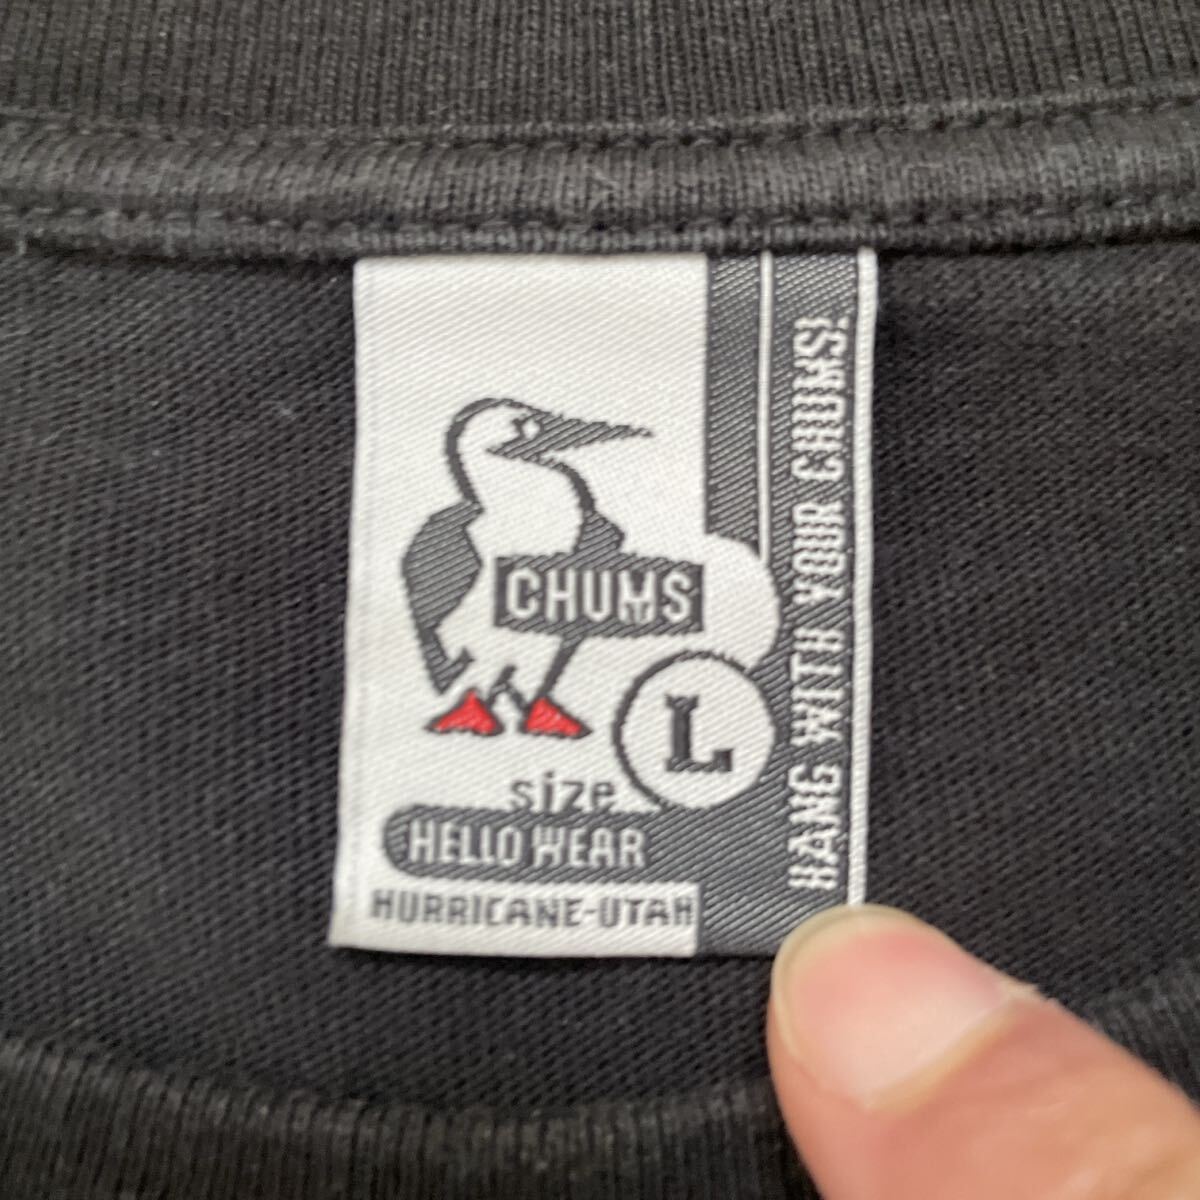 CHUMS
L
size
HELLO WEAR
HURRICANE-UTAH
HANG WITH YOUR CHUMS!